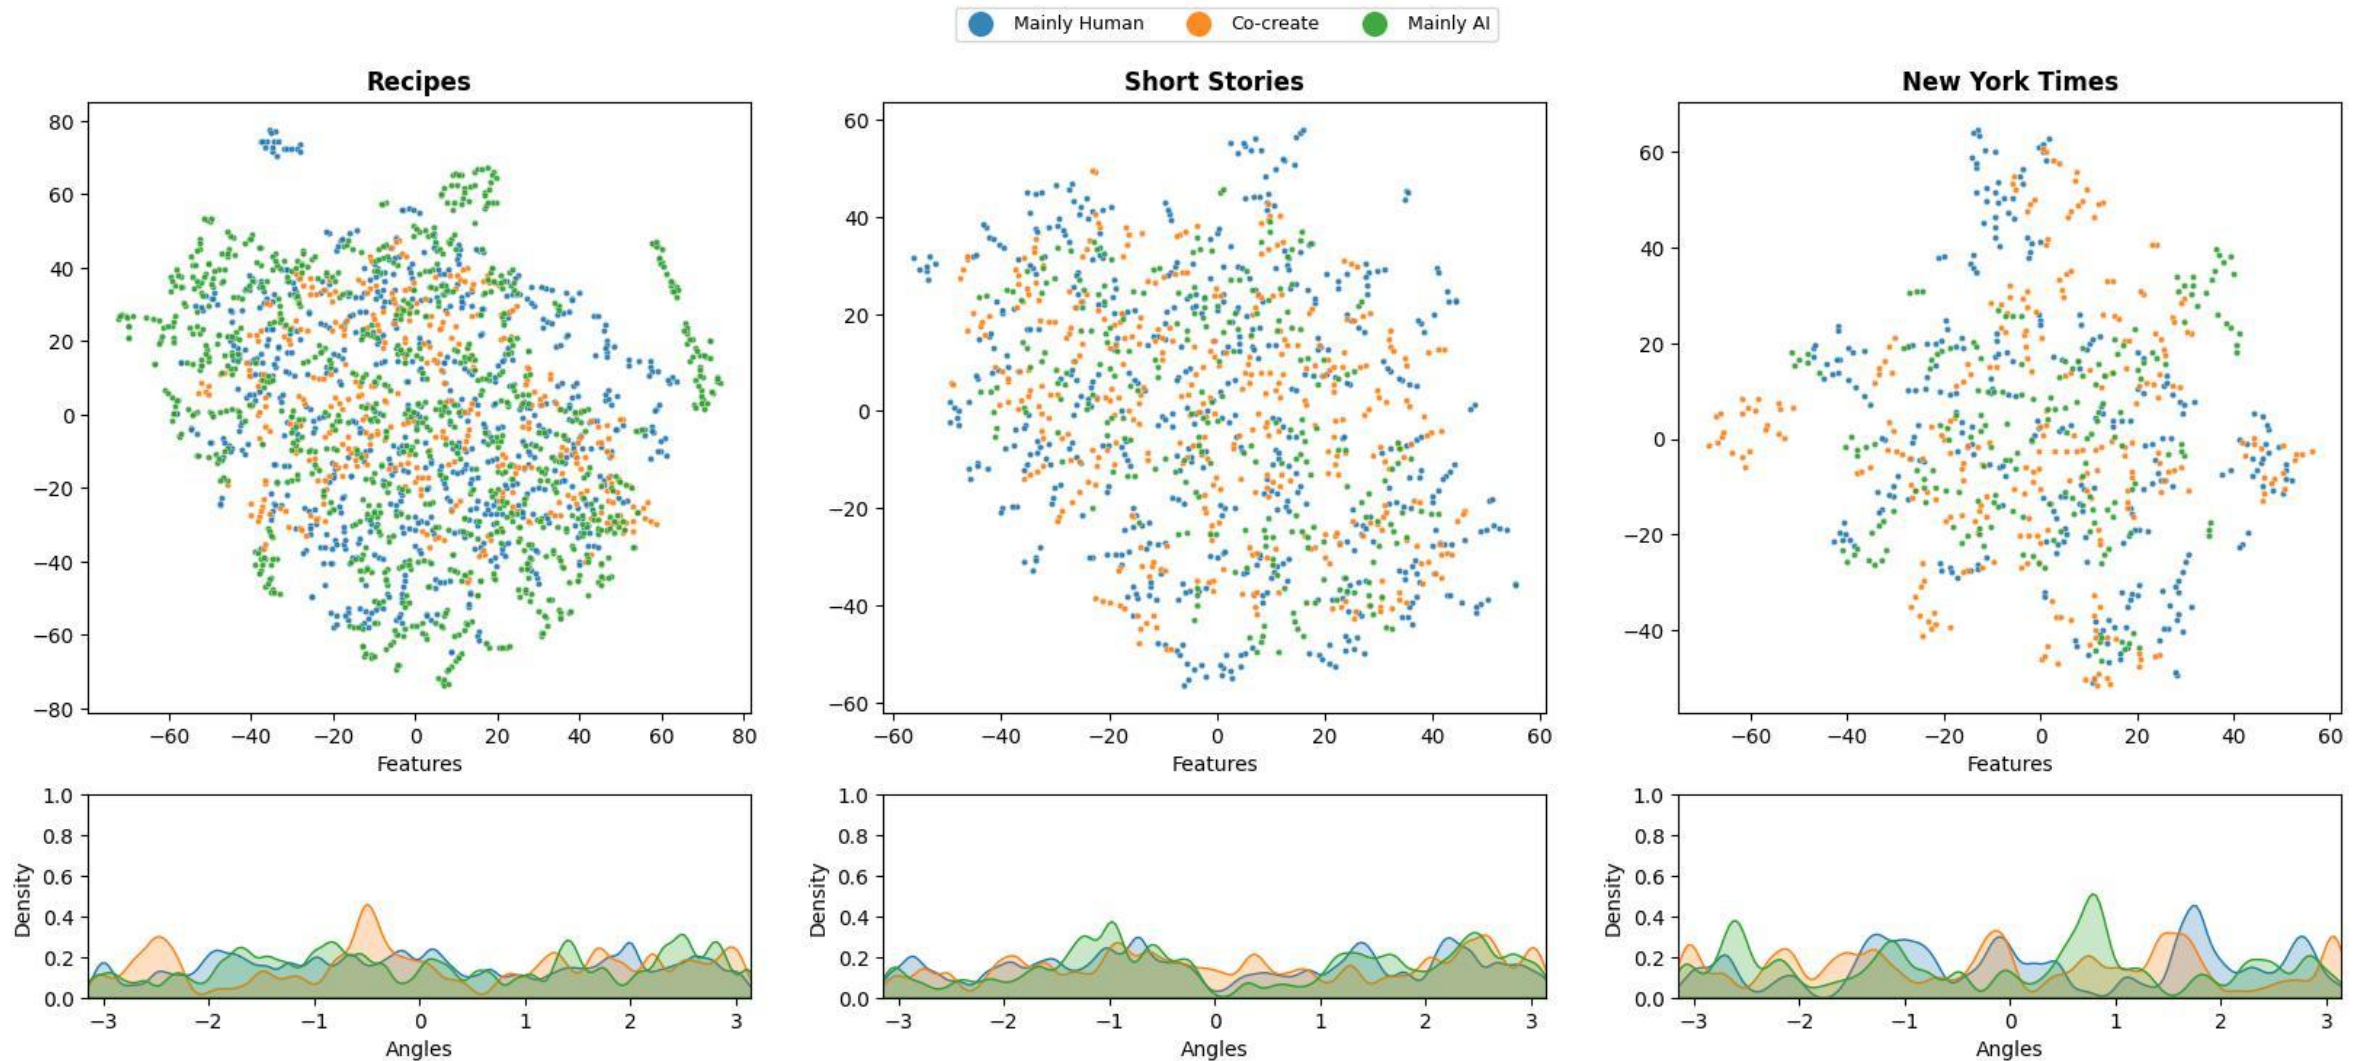 Mainly Human Co-create Mainly AI
Recipes
80
60
40
20
0
−20
−40
−60
−80
−60 −40 −20 0 20 40 60 80
Features
Short Stories
60
40
20
0
−20
−40
−60
−60 −40 −20 0 20 40 60
Features
New York Times
60
40
20
0
−20
−40
−60 −40 −20 0 20 40 60
Features
Density
1.0
0.8
0.6
0.4
0.2
0.0
−3 −2 −1 0 1 2 3
Angles
Density
1.0
0.8
0.6
0.4
0.2
0.0
−3 −2 −1 0 1 2 3
Angles
Density
1.0
0.8
0.6
0.4
0.2
0.0
−3 −2 −1 0 1 2 3
Angles